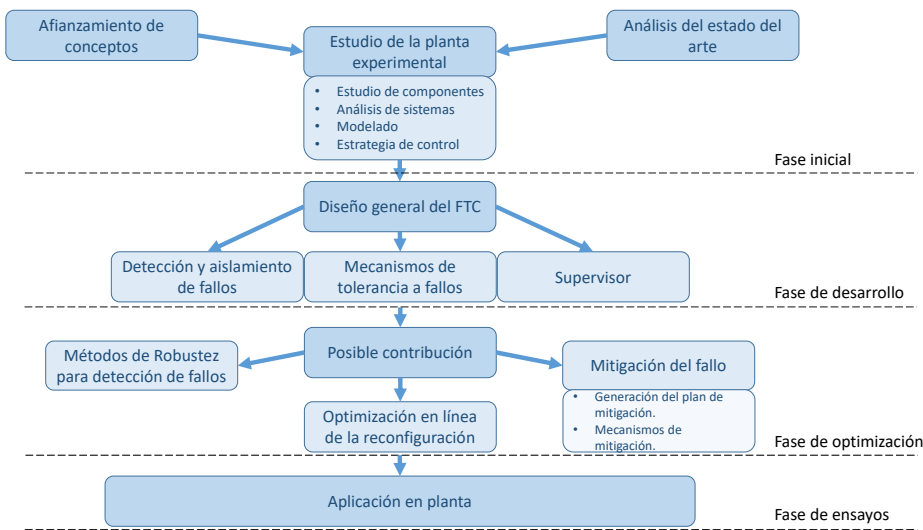 Afianzamiento de
conceptos
Estudio de la planta
experimental
Análisis del estado del
arte
• Estudio de componentes
• Análisis de sistemas
• Modelado
• Estrategia de control
Fase inicial
Diseño general del FTC
Detección y aislamiento
de fallos
Mecanismos de
tolerancia a fallos
Supervisor
Fase de desarrollo
Métodos de Robustez
para detección de fallos
Posible contribución
Mitigación del fallo
• Generación del plan de
mitigación.
• Mecanismos de
mitigación.
Optimización en línea
de la reconfiguración
Fase de optimización
Aplicación en planta
Fase de ensayos